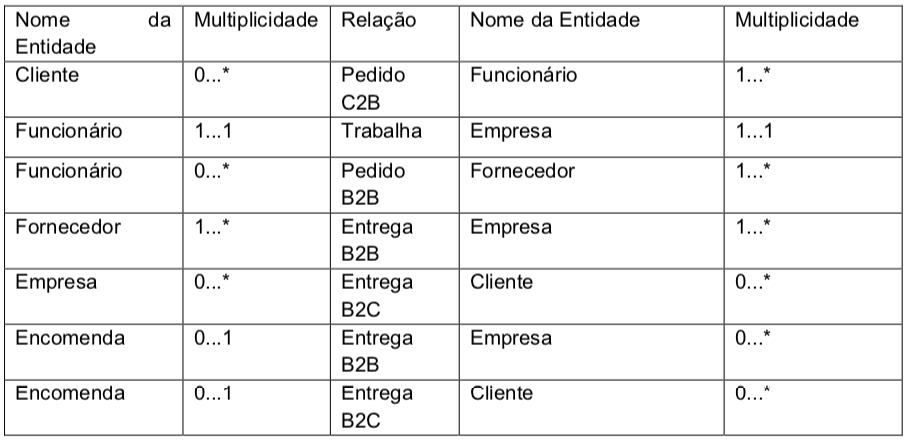 Nome da Multiplicidade Relação Nome da Entidade Multiplicidade
Entidade
Cliente 0...* Pedido Funcionário 1...*
C2B
Funcionário 1...1 Trabalha Empresa 1...1
Funcionário 0...* Pedido Fornecedor 1...*
B2B
Fornecedor 1...* Entrega Empresa 1...*
B2B
Empresa 0...* Entrega Cliente 0...*
B2C
Encomenda 0...1 Entrega Empresa 0...*
B2B
Encomenda 0...1 Entrega Cliente 0...*
B2C